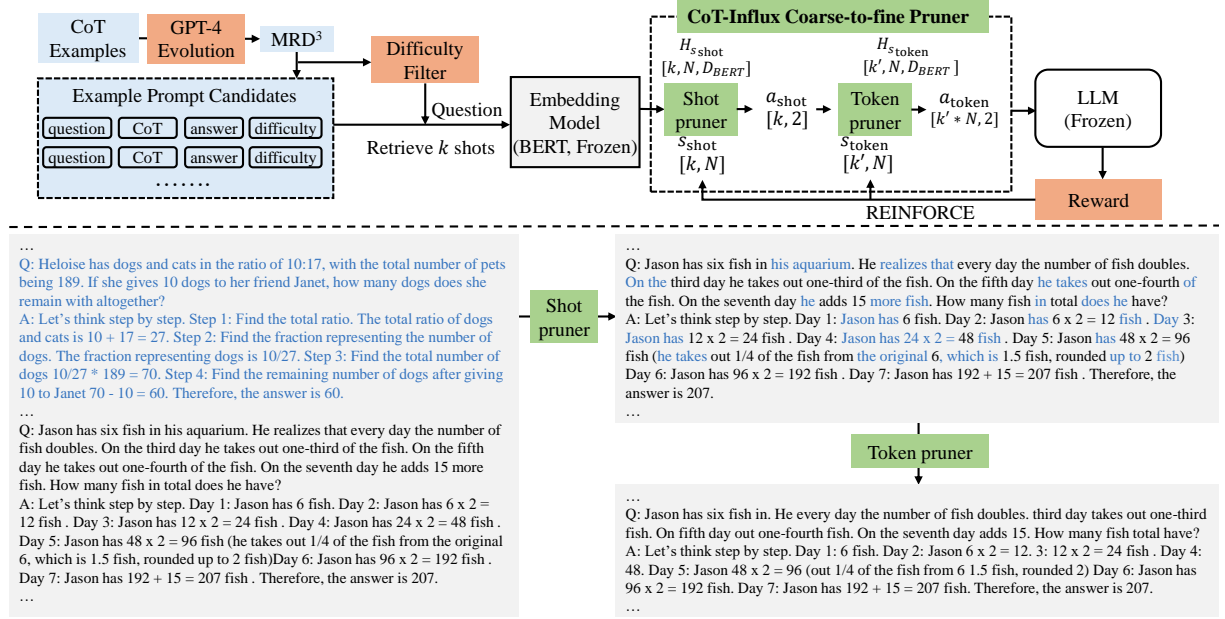 CoT
Examples
GPT-4
Evolution
MRD³
Difficulty
Filter
Example Prompt Candidates
question CoT answer difficulty
question CoT answer difficulty
.......
Question
Retrieve k shots
Embedding
Model
(BERT, Frozen)
CoT-Influx Coarse-to-fine Pruner
H_{s_shot}
[k, N, D_{BERT}]
Shot
pruner
s_shot
[k, N]
a_shot
[k, 2]
H_{s_token}
[k′, N, D_{BERT}]
Token
pruner
s_token
[k′, N]
a_token
[k′ * N, 2]
LLM
(Frozen)
Reward
REINFORCE
...
Q: Heloise has dogs and cats in the ratio of 10:17, with the total number of pets
being 189. If she gives 10 dogs to her friend Janet, how many dogs does she
remain with altogether?
A: Let's think step by step. Step 1: Find the total ratio. The total ratio of dogs
and cats is 10 + 17 = 27. Step 2: Find the fraction representing the number of
dogs. The fraction representing dogs is 10/27. Step 3: Find the total number of
dogs 10/27 * 189 = 70. Step 4: Find the remaining number of dogs after giving
10 to Janet 70 - 10 = 60. Therefore, the answer is 60.
...
Q: Jason has six fish in his aquarium. He realizes that every day the number of
fish doubles. On the third day he takes out one-third of the fish. On the fifth
day he takes out one-fourth of the fish. On the seventh day he adds 15 more
fish. How many fish in total does he have?
A: Let's think step by step. Day 1: Jason has 6 fish. Day 2: Jason has 6 x 2 =
12 fish . Day 3: Jason has 12 x 2 = 24 fish . Day 4: Jason has 24 x 2 = 48 fish .
Day 5: Jason has 48 x 2 = 96 fish (he takes out 1/4 of the fish from the original
6, which is 1.5 fish, rounded up to 2 fish)Day 6: Jason has 96 x 2 = 192 fish .
Day 7: Jason has 192 + 15 = 207 fish . Therefore, the answer is 207.
...
Shot
pruner
...
Q: Jason has six fish in his aquarium. He realizes that every day the number of fish doubles.
On the third day he takes out one-third of the fish. On the fifth day he takes out one-fourth of
the fish. On the seventh day he adds 15 more fish. How many fish in total does he have?
A: Let's think step by step. Day 1: Jason has 6 fish. Day 2: Jason has 6 x 2 = 12 fish . Day 3:
Jason has 12 x 2 = 24 fish . Day 4: Jason has 24 x 2 = 48 fish . Day 5: Jason has 48 x 2 = 96
fish (he takes out 1/4 of the fish from the original 6, which is 1.5 fish, rounded up to 2 fish)
Day 6: Jason has 96 x 2 = 192 fish . Day 7: Jason has 192 + 15 = 207 fish . Therefore, the
answer is 207.
...
Token pruner
...
Q: Jason has six fish in. He every day the number of fish doubles. third day takes out one-third
fish. On fifth day out one-fourth fish. On the seventh day adds 15. How many fish total have?
A: Let's think step by step. Day 1: 6 fish. Day 2: Jason 6 x 2 = 12. 3: 12 x 2 = 24 fish . Day 4:
48. Day 5: Jason 48 x 2 = 96 (out 1/4 of the fish from 6 1.5 fish, rounded 2) Day 6: Jason has
96 x 2 = 192 fish. Day 7: Jason has 192 + 15 = 207 fish. Therefore, the answer is 207.
...